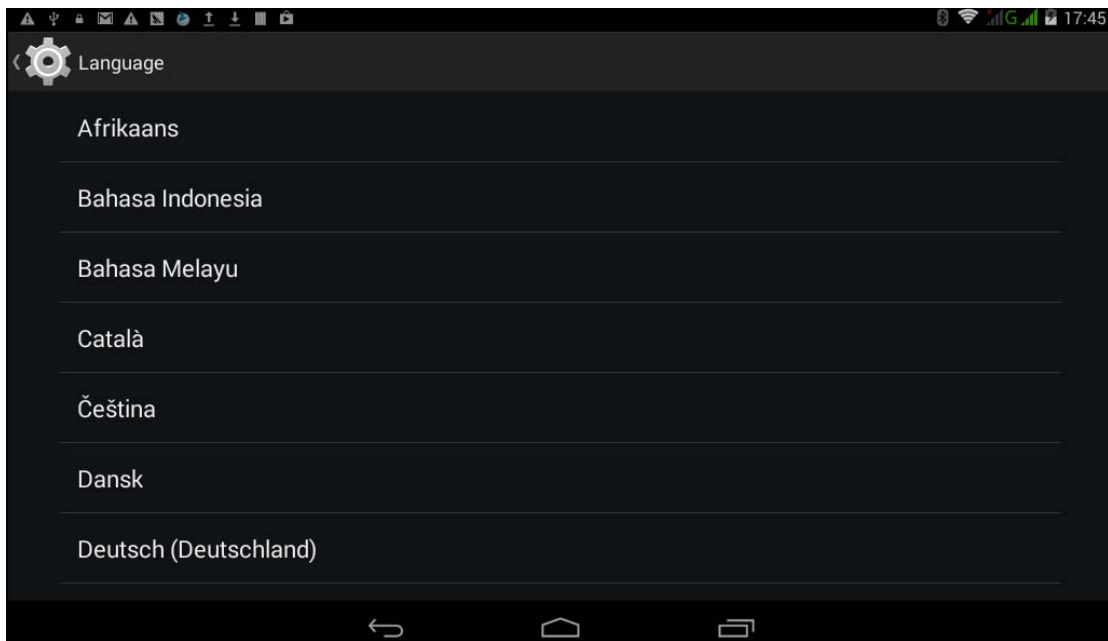 G 17:45
Language
Afrikaans
Bahasa Indonesia
Bahasa Melayu
Català
Čeština
Dansk
Deutsch (Deutschland)